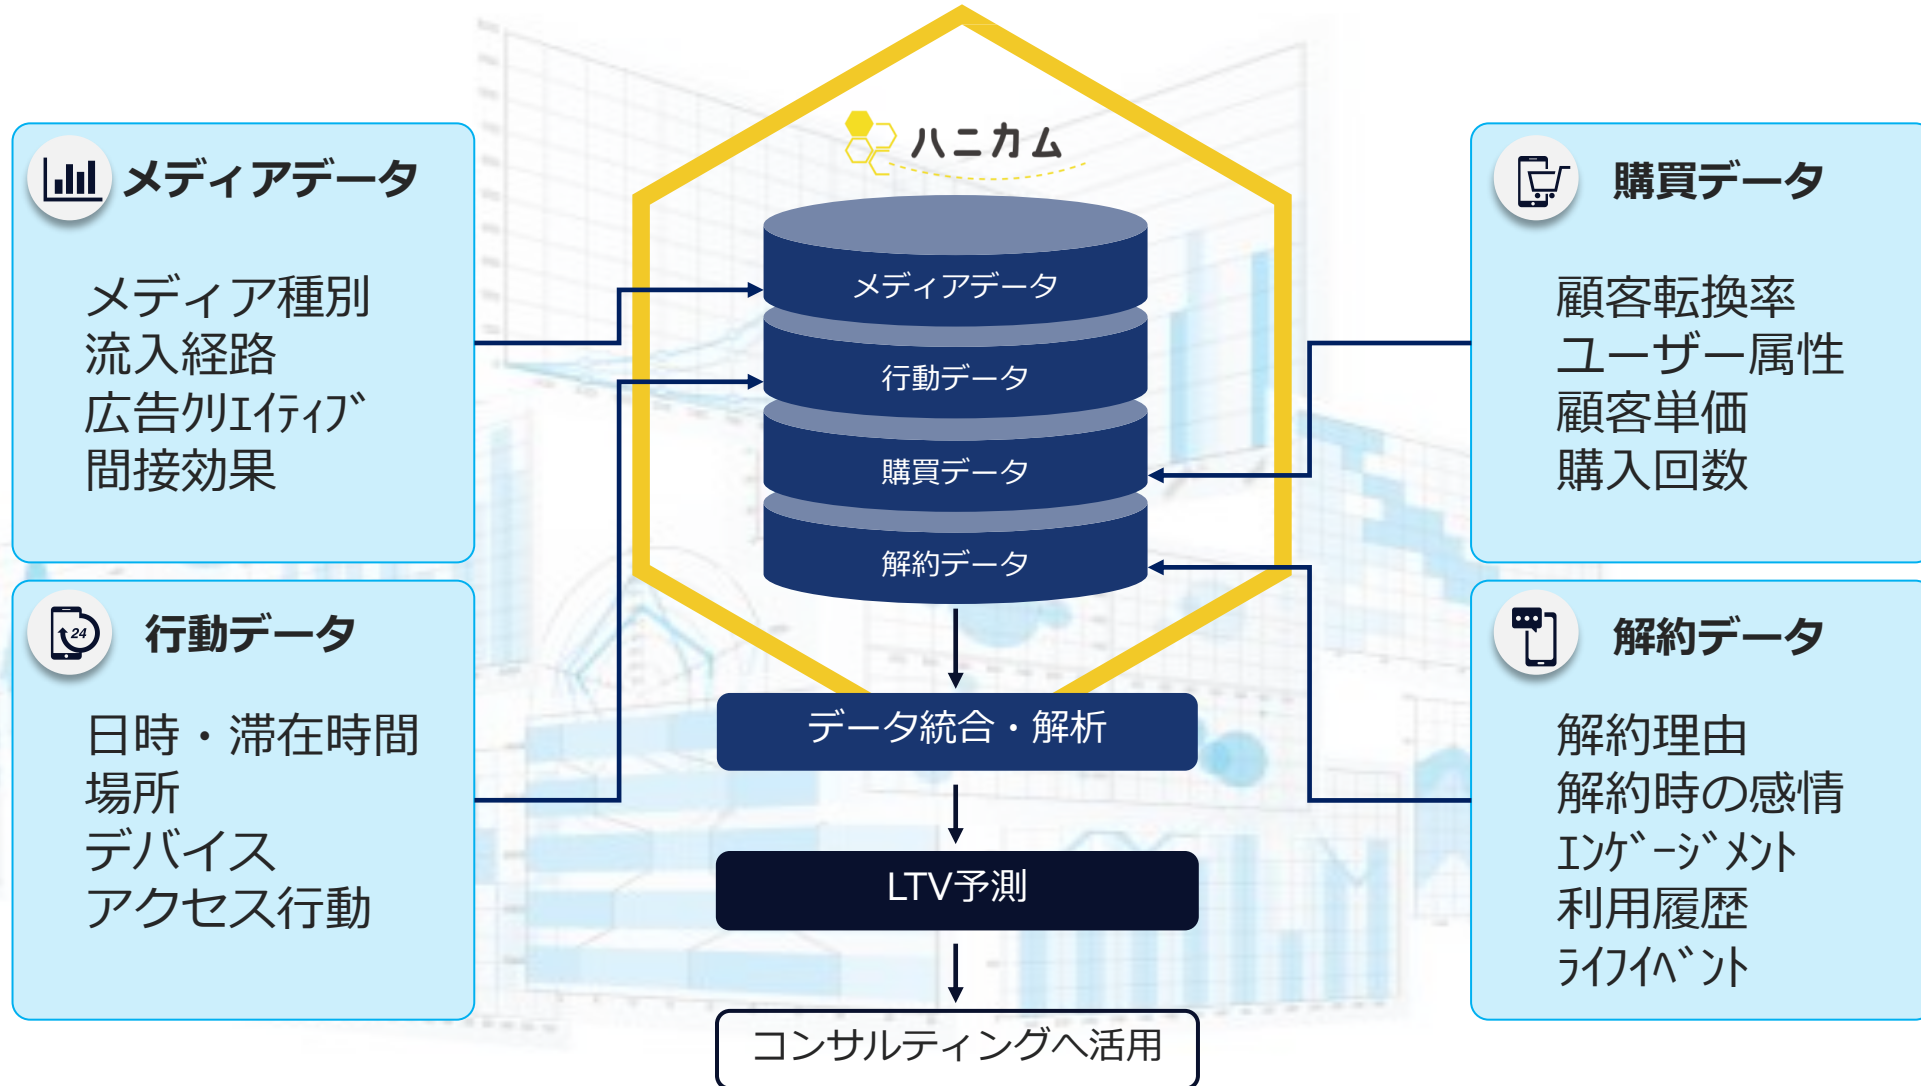 ハニカム
メディアデータ
メディア種別
流入経路
広告ｸﾘｴｲﾃｨﾌﾞ
間接効果
行動データ
24
日時・滞在時間
場所
デバイス
アクセス行動
メディアデータ
行動データ
購買データ
解約データ
データ統合・解析
LTV予測
コンサルティングへ活用
購買データ
顧客転換率
ユーザー属性
顧客単価
購入回数
解約データ
解約理由
解約時の感情
ｴﾝｹﾞｰｼﾞﾒﾝﾄ
利用履歴
ﾗｲﾌｲﾍﾞﾝﾄ